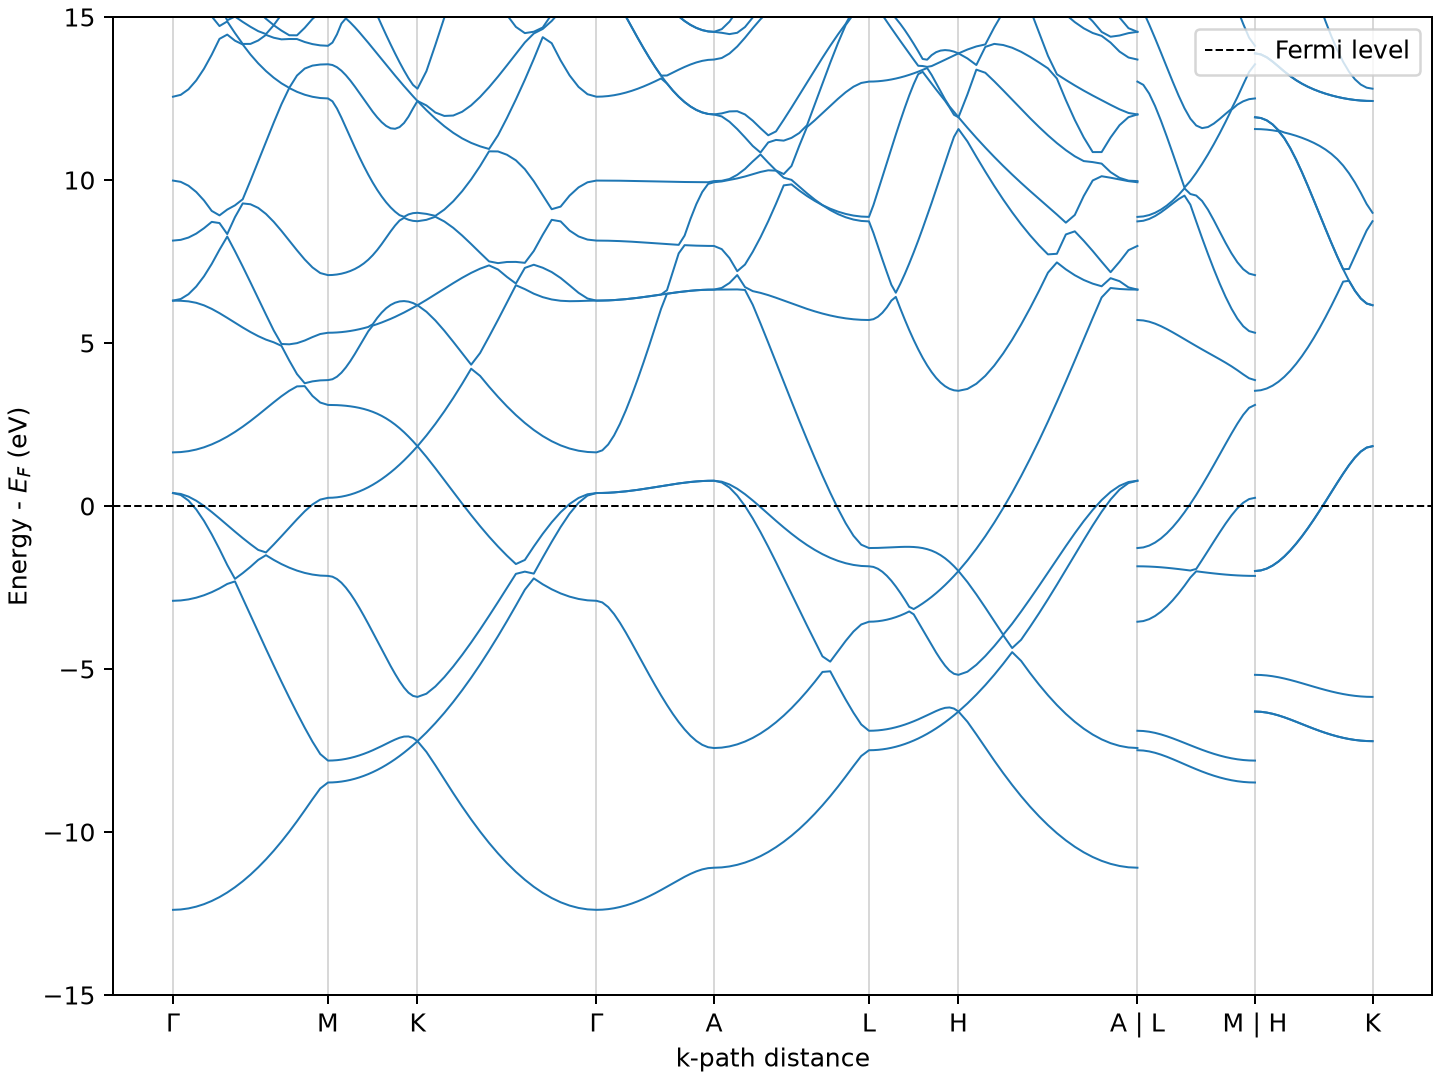 15
10
5
0
−5
−10
−15
Energy - E_F (eV)
Fermi level
Γ M K Γ A L H A | L M | H K
k-path distance